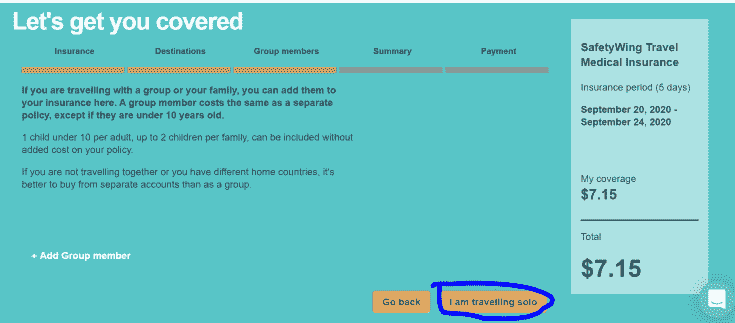 Let's get you covered
Insurance
Destinations
Group members
Summary
Payment
If you are travelling with a group or your family, you can add them to
your insurance here. A group member costs the same as a separate
policy, except if they are under 10 years old.
1 child under 10 per adult, up to 2 children per family, can be included without
added cost on your policy.
If you are not travelling together or you have different home countries, it's
better to buy from separate accounts than as a group.
+ Add Group member
Go back
I am travelling solo
SafetyWing Travel
Medical Insurance
Insurance period (5 days)
September 20, 2020 -
September 24, 2020
My coverage
$7.15
Total
$7.15